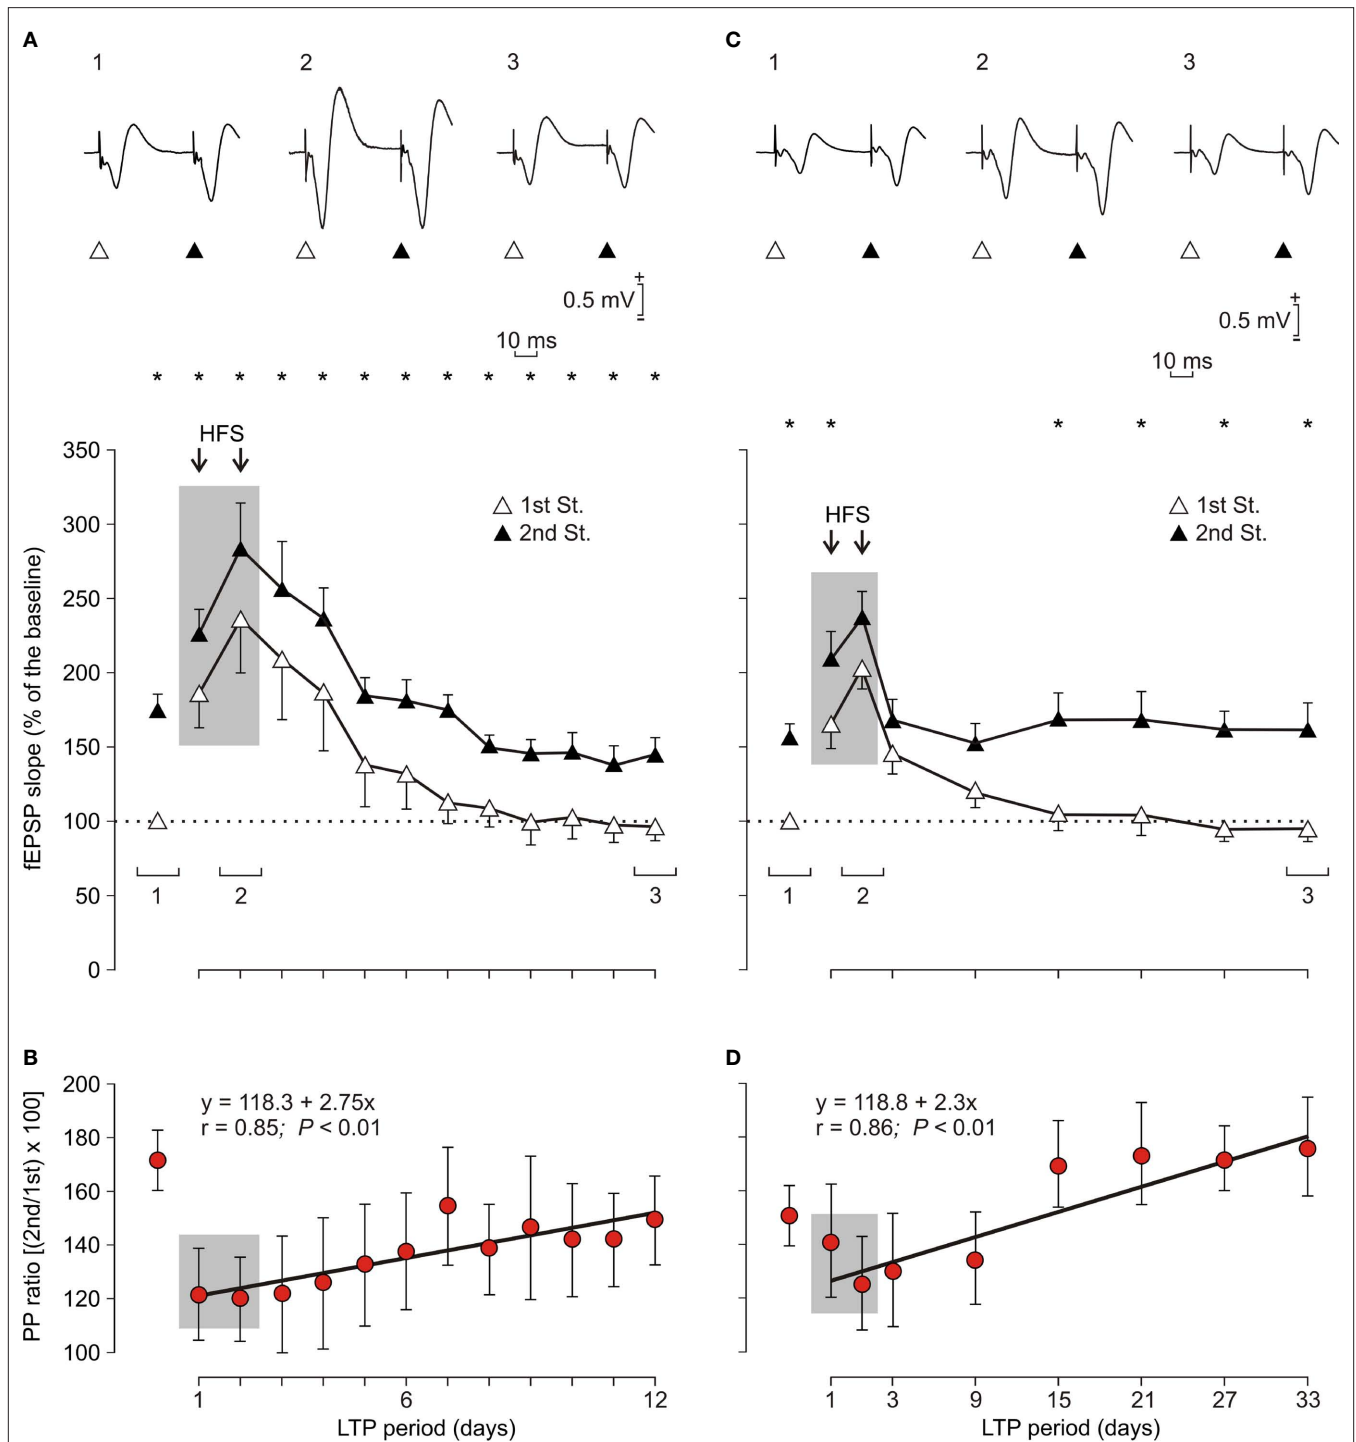 A
1 2 3
0.5 mV
+
-
10 ms
* * * * * * * * * * * * *
HFS
350
300
250
200
150
100
50
0
fEPSP slope (% of the baseline)
1st St.
2nd St.
1 2 3
B
200
180
160
140
120
100
PP ratio [(2nd/1st) x 100]
y = 118.3 + 2.75x
r = 0.85; P < 0.01
1 6 12
LTP period (days)
C
1 2 3
0.5 mV
+
-
10 ms
* * * * * *
HFS
1st St.
2nd St.
1 2 3
D
y = 118.8 + 2.3x
r = 0.86; P < 0.01
1 3 9 15 21 27 33
LTP period (days)